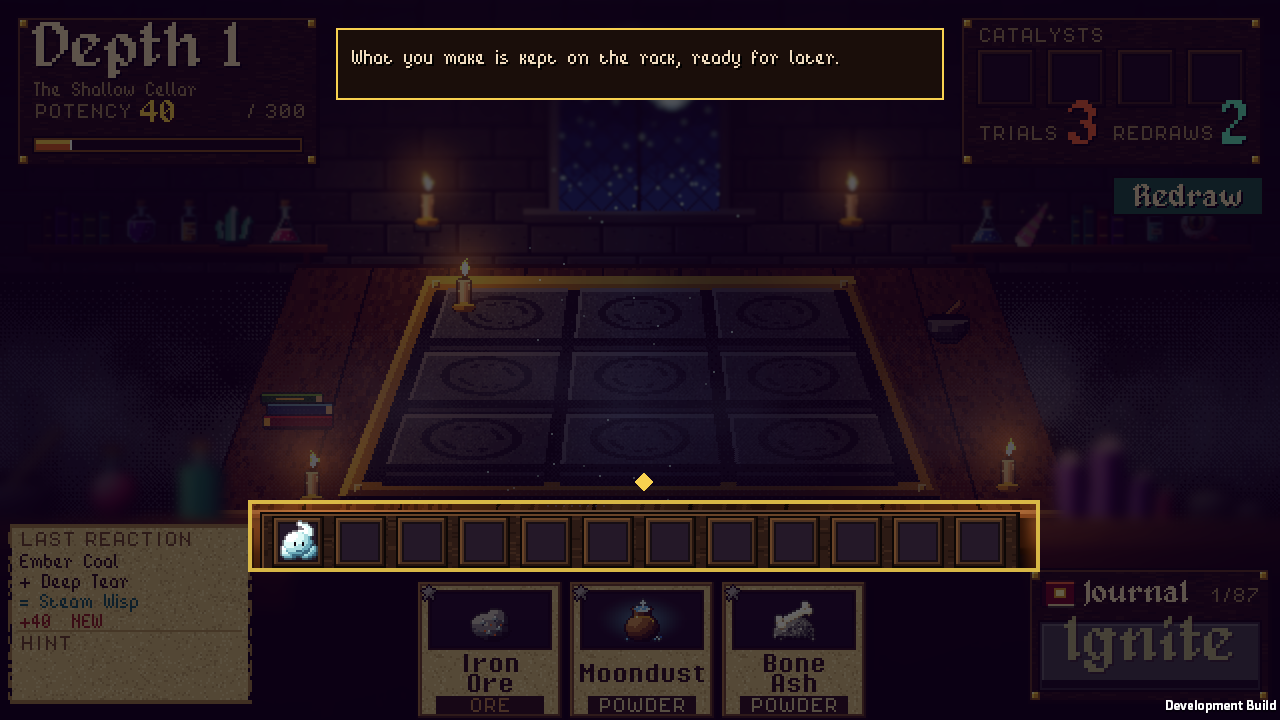 Depth 1
The Shallow Cellar
POTENCY 40 / 300
What you make is kept on the rack, ready for later.
CATALYSTS
TRIALS 3 REDRAWS 2
Redraw
LAST REACTION
Ember Coal
+ Deep Tear
= Steam Wisp
+40 NEW
HINT
Iron
Ore
ORE
Moondust
POWDER
Bone
Ash
POWDER
Journal 1/87
Ignite
Development Build